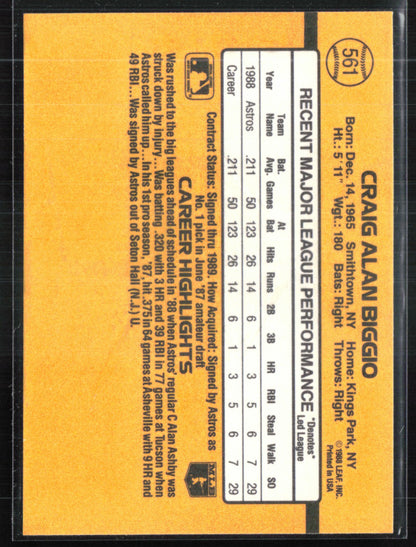 561
CRAIG ALAN BIGGIO
Born: Dec. 14, 1965 Smithtown, NY Home: Kings Park, NY
Ht.: 5'11" Wgt.: 180 Bats: Right Throws: Right
©1988 LEAF, INC.
Printed in USA
RECENT MAJOR LEAGUE PERFORMANCE "Denotes" Led League
Year Team Name Bat. Avg. Games At Bat Hits Runs 2B 3B HR RBI Steal Walk SO
1988 Astros .211 50 123 26 14 6 1 3 5 6 7 29
Career .211 50 123 26 14 6 1 3 5 6 7 29
Contract Status: Signed thru 1989. How Acquired: Signed by Astros as
No. 1 pick in June '87 amateur draft
CAREER HIGHLIGHTS
Was rushed to the big leagues ahead of schedule in '88 when Astros' regular C Alan Ashby was
struck down by injury... Was batting .320 with 3 HR and 39 RBI in 77 games at Tucson when
Astros called him up... In his 1st pro season, '87, hit .375 in 64 games at Asheville with 9 HR and
49 RBI... Was signed by Astros out of Seton Hall (N.J.) U.